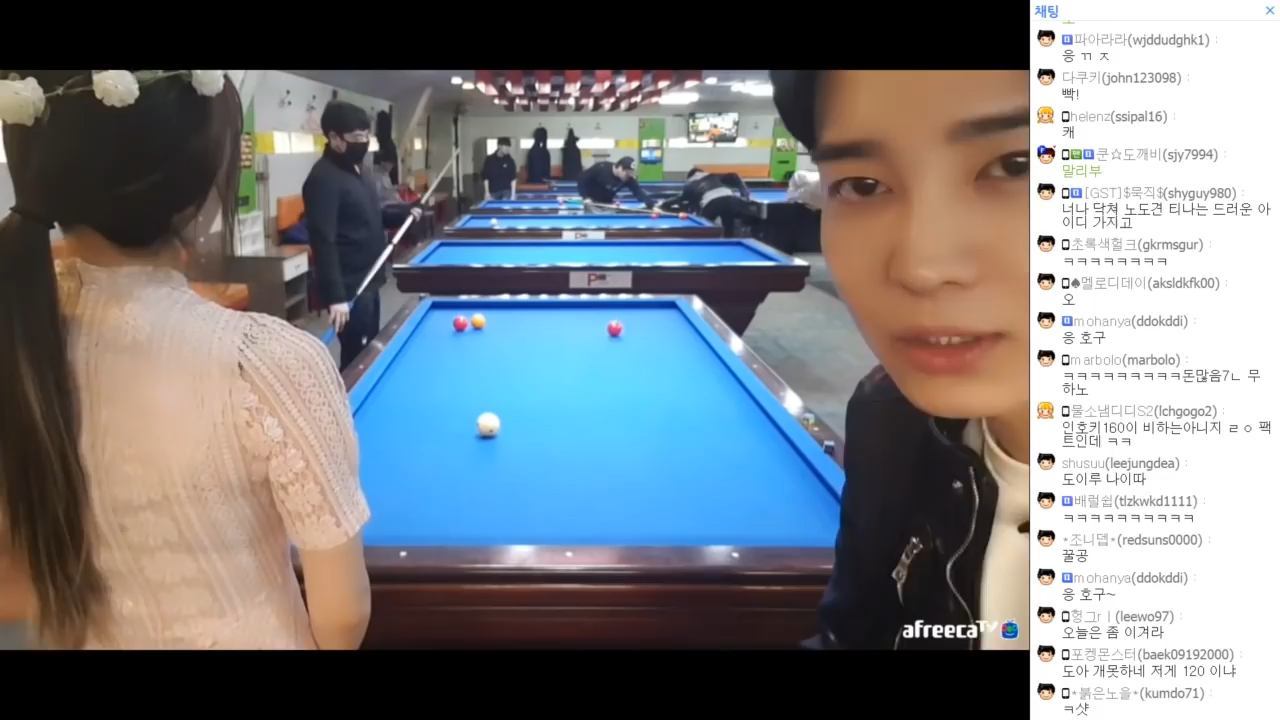 채팅
파아라라(wjddudghk1) :
응 ㄲ ㅈ
다쿠키(john123098) :
빡!
helenz(ssipal16) :
캐
쿤☆도깨비(sjy7994) :
말리부
[GST]$묵직$(shyguy980) :
너나 닥쳐 노도견 티나는 드러운 아
이디 가지고
초록색헐크(gkrmsgur) :
ㅋㅋㅋㅋㅋㅋㅋㅋ
♠멜로디데이(aksldkfk00) :
오
mohanya(ddokddi) :
응 호구
marbolo(marbolo) :
ㅋㅋㅋㅋㅋㅋㅋㅋㅋ돈많음7ㄴ 무
하노
물소냄디디S2(lchgogo2) :
인호키160이 비하는아니지 ㄹㅇ 팩
트인데 ㅋㅋ
shusuu(leejungdea) :
도이루 나이따
배럴쉽(tlzkwkd1111) :
ㅋㅋㅋㅋㅋㅋㅋㅋㅋㅋ
*조니뎁*(redsuns0000) :
꿀공
mohanya(ddokddi) :
응 호구~
헝그rㅣ(leewo97) :
오늘은 좀 이겨라
포켱몬스터(baek09192000) :
도아 개못하네 저게 120 이냐
*붉은노을*(kumdo71) :
ㅋ샷
afreecaTV